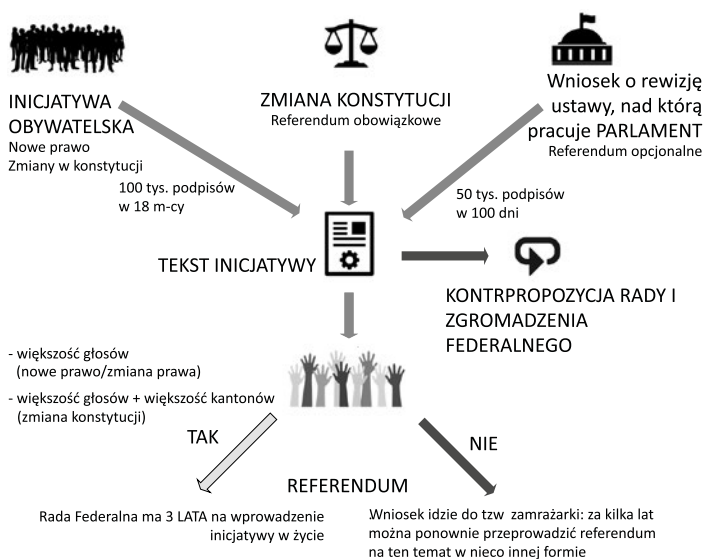 INICJATYWA
OBYWATELSKA
Nowe prawo
Zmiany w konstytucji
ZMIANA KONSTYTUCJI
Referendum obowiązkowe
Wniosek o rewizję
ustawy, nad którą
pracuje PARLAMENT
Referendum opcjonalne
100 tys. podpisów
w 18 m-cy
50 tys. podpisów
w 100 dni
TEKST INICJATYWY
KONTRPROPOZYCJA RADY I
ZGROMADZENIA
FEDERALNEGO
- większość głosów
(nowe prawo/zmiana prawa)
- większość głosów + większość kantonów
(zmiana konstytucji)
TAK
NIE
REFERENDUM
Rada Federalna ma 3 LATA na wprowadzenie
inicjatywy w życie
Wniosek idzie do tzw zamrażarki: za kilka lat
można ponownie przeprowadzić referendum
na ten temat w nieco innej formie